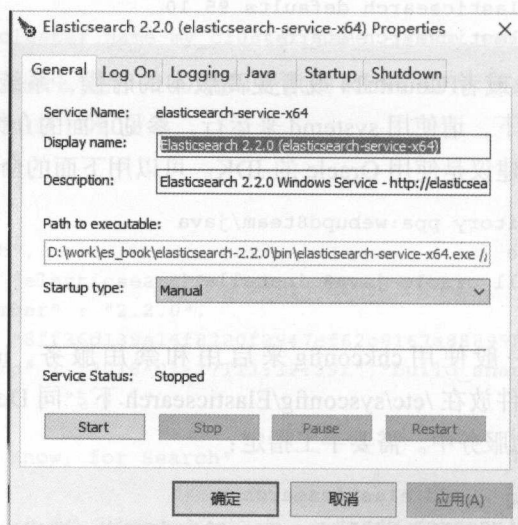 Elasticsearch 2.2.0 (elasticsearch-service-x64) Properties
General Log On Logging Java Startup Shutdown
Service Name: elasticsearch-service-x64
Display name: Elasticsearch 2.2.0 (elasticsearch-service-x64)
Description: Elasticsearch 2.2.0 Windows Service - http://elasticsea
Path to executable:
D:\work\es_book\elasticsearch-2.2.0\bin\elasticsearch-service-x64.exe //
Startup type: Manual
Service Status: Stopped
Start Stop Pause Restart
确定 取消 应用(A)